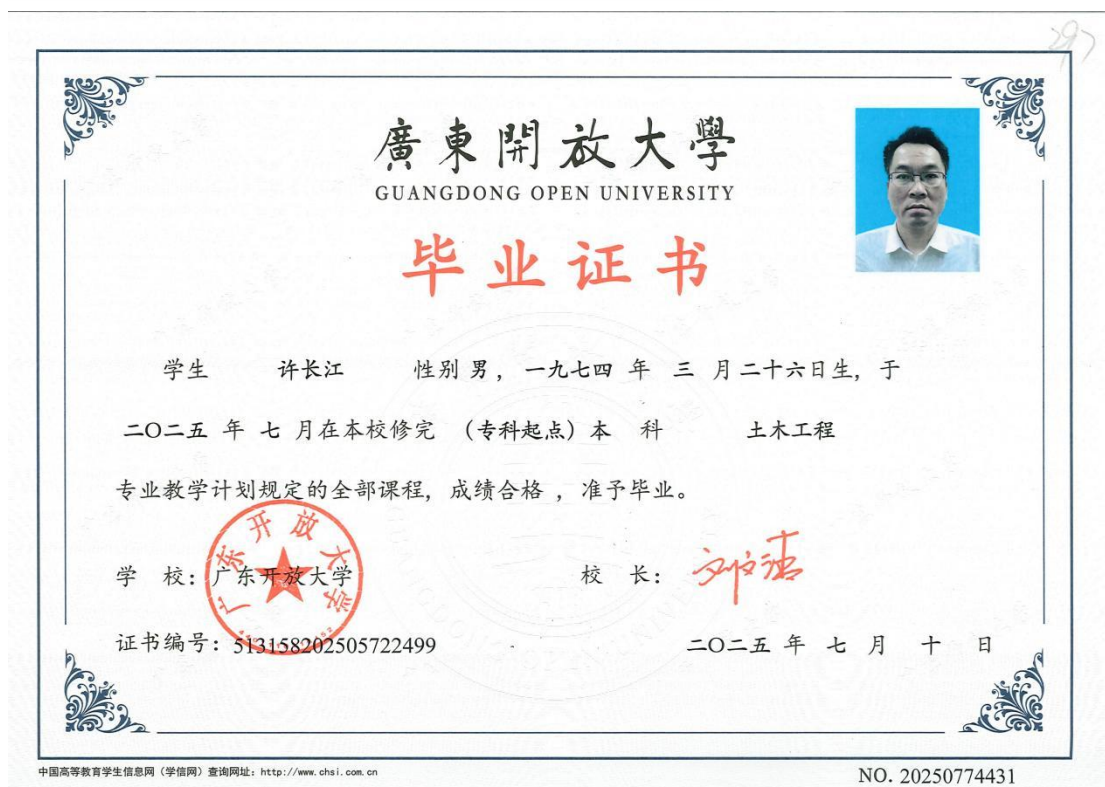 廣東開放大學
GUANGDONG OPEN UNIVERSITY
毕业证书
学生 许长江 性别 男，一九七四 年 三 月 二十六日生，于
二〇二五 年 七 月在本校修完 （专科起点）本 科 土木工程
专业教学计划规定的全部课程，成绩合格 ，准予毕业。
学 校：广东开放大学 校 长：
广东开放大学
证书编号：513158202505722499 二〇二五 年 七 月 十 日
中国高等教育学生信息网（学信网）查询网址：http://www.chsi.com.cn
NO. 20250774431